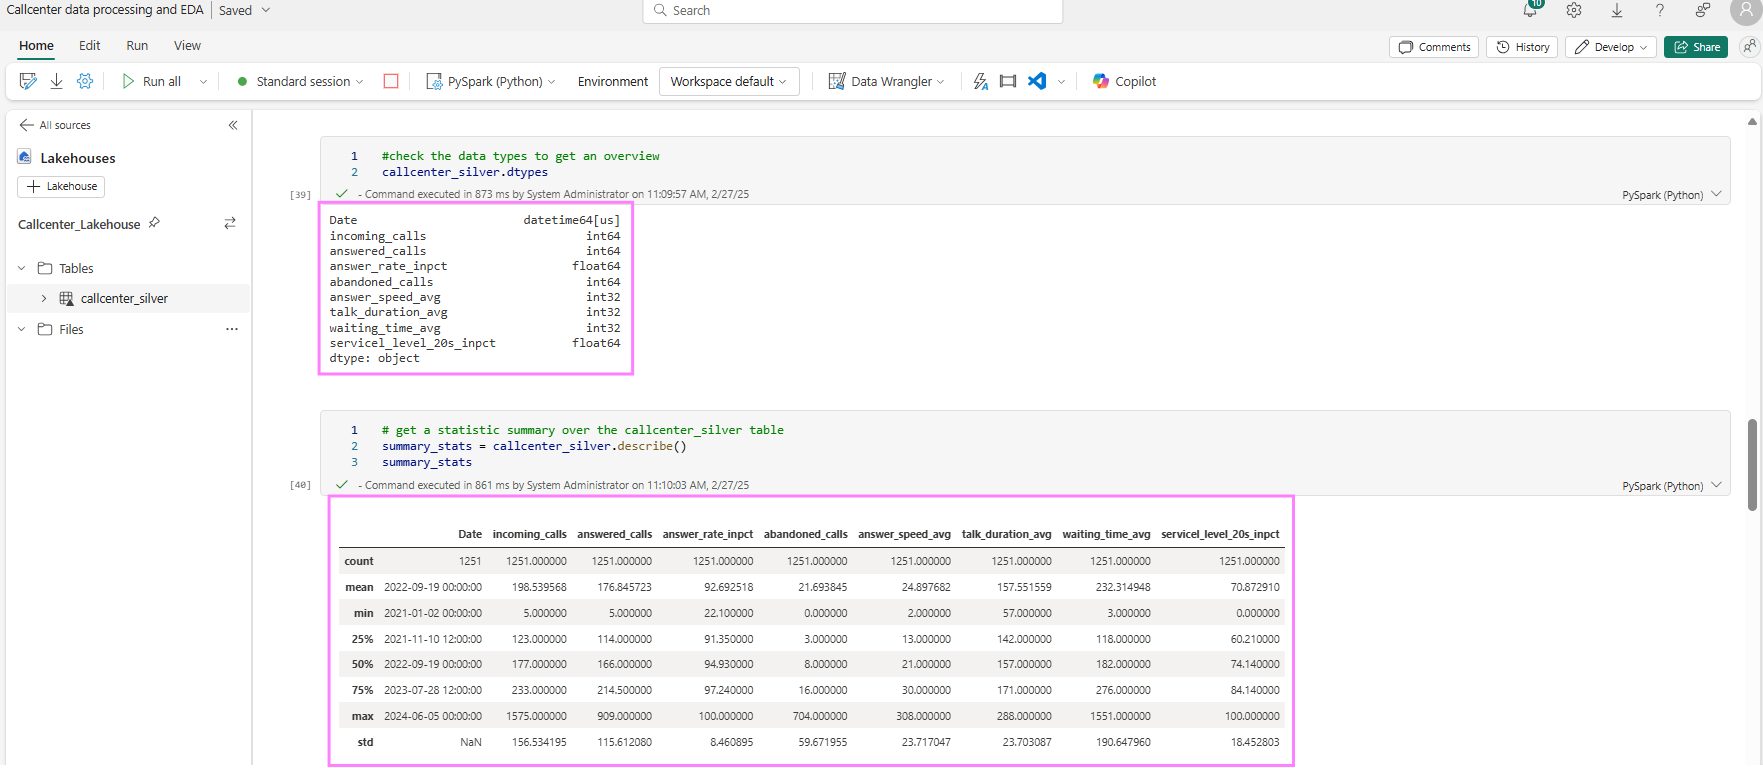 Callcenter data processing and EDA | Saved
Search
10
Home Edit Run View
Comments History Develop Share
Run all Standard session PySpark (Python) Environment Workspace default Data Wrangler Copilot
All sources
Lakehouses
+ Lakehouse
Callcenter_Lakehouse
Tables
callcenter_silver
Files
1 #check the data types to get an overview
2 callcenter_silver.dtypes
[39] - Command executed in 873 ms by System Administrator on 11:09:57 AM, 2/27/25 PySpark (Python)
Date datetime64[us]
incoming_calls int64
answered_calls int64
answer_rate_inpct float64
abandoned_calls int64
answer_speed_avg int32
talk_duration_avg int32
waiting_time_avg int32
servicel_level_20s_inpct float64
dtype: object
1 # get a statistic summary over the callcenter_silver table
2 summary_stats = callcenter_silver.describe()
3 summary_stats
[40] - Command executed in 861 ms by System Administrator on 11:10:03 AM, 2/27/25 PySpark (Python)
Date incoming_calls answered_calls answer_rate_inpct abandoned_calls answer_speed_avg talk_duration_avg waiting_time_avg servicel_level_20s_inpct
count 1251 1251.000000 1251.000000 1251.000000 1251.000000 1251.000000 1251.000000 1251.000000 1251.000000
mean 2022-09-19 00:00:00 198.539568 176.845723 92.692518 21.693845 24.897682 157.551559 232.314948 70.872910
min 2021-01-02 00:00:00 5.000000 5.000000 22.100000 0.000000 2.000000 57.000000 3.000000 0.000000
25% 2021-11-10 12:00:00 123.000000 114.000000 91.350000 3.000000 13.000000 142.000000 118.000000 60.210000
50% 2022-09-19 00:00:00 177.000000 166.000000 94.930000 8.000000 21.000000 157.000000 182.000000 74.140000
75% 2023-07-28 12:00:00 233.000000 214.500000 97.240000 16.000000 30.000000 171.000000 276.000000 84.140000
max 2024-06-05 00:00:00 1575.000000 909.000000 100.000000 704.000000 308.000000 288.000000 1551.000000 100.000000
std NaN 156.534195 115.612080 8.460895 59.671955 23.717047 23.703087 190.647960 18.452803